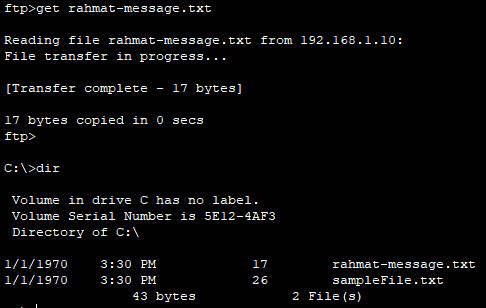 ftp>get rahmat-message.txt
Reading file rahmat-message.txt from 192.168.1.10:
File transfer in progress...
[Transfer complete - 17 bytes]
17 bytes copied in 0 secs
ftp>
C:\>dir
Volume in drive C has no label.
Volume Serial Number is 5E12-4AF3
Directory of C:\
1/1/1970 3:30 PM 17 rahmat-message.txt
1/1/1970 3:30 PM 26 sampleFile.txt
43 bytes 2 File(s)